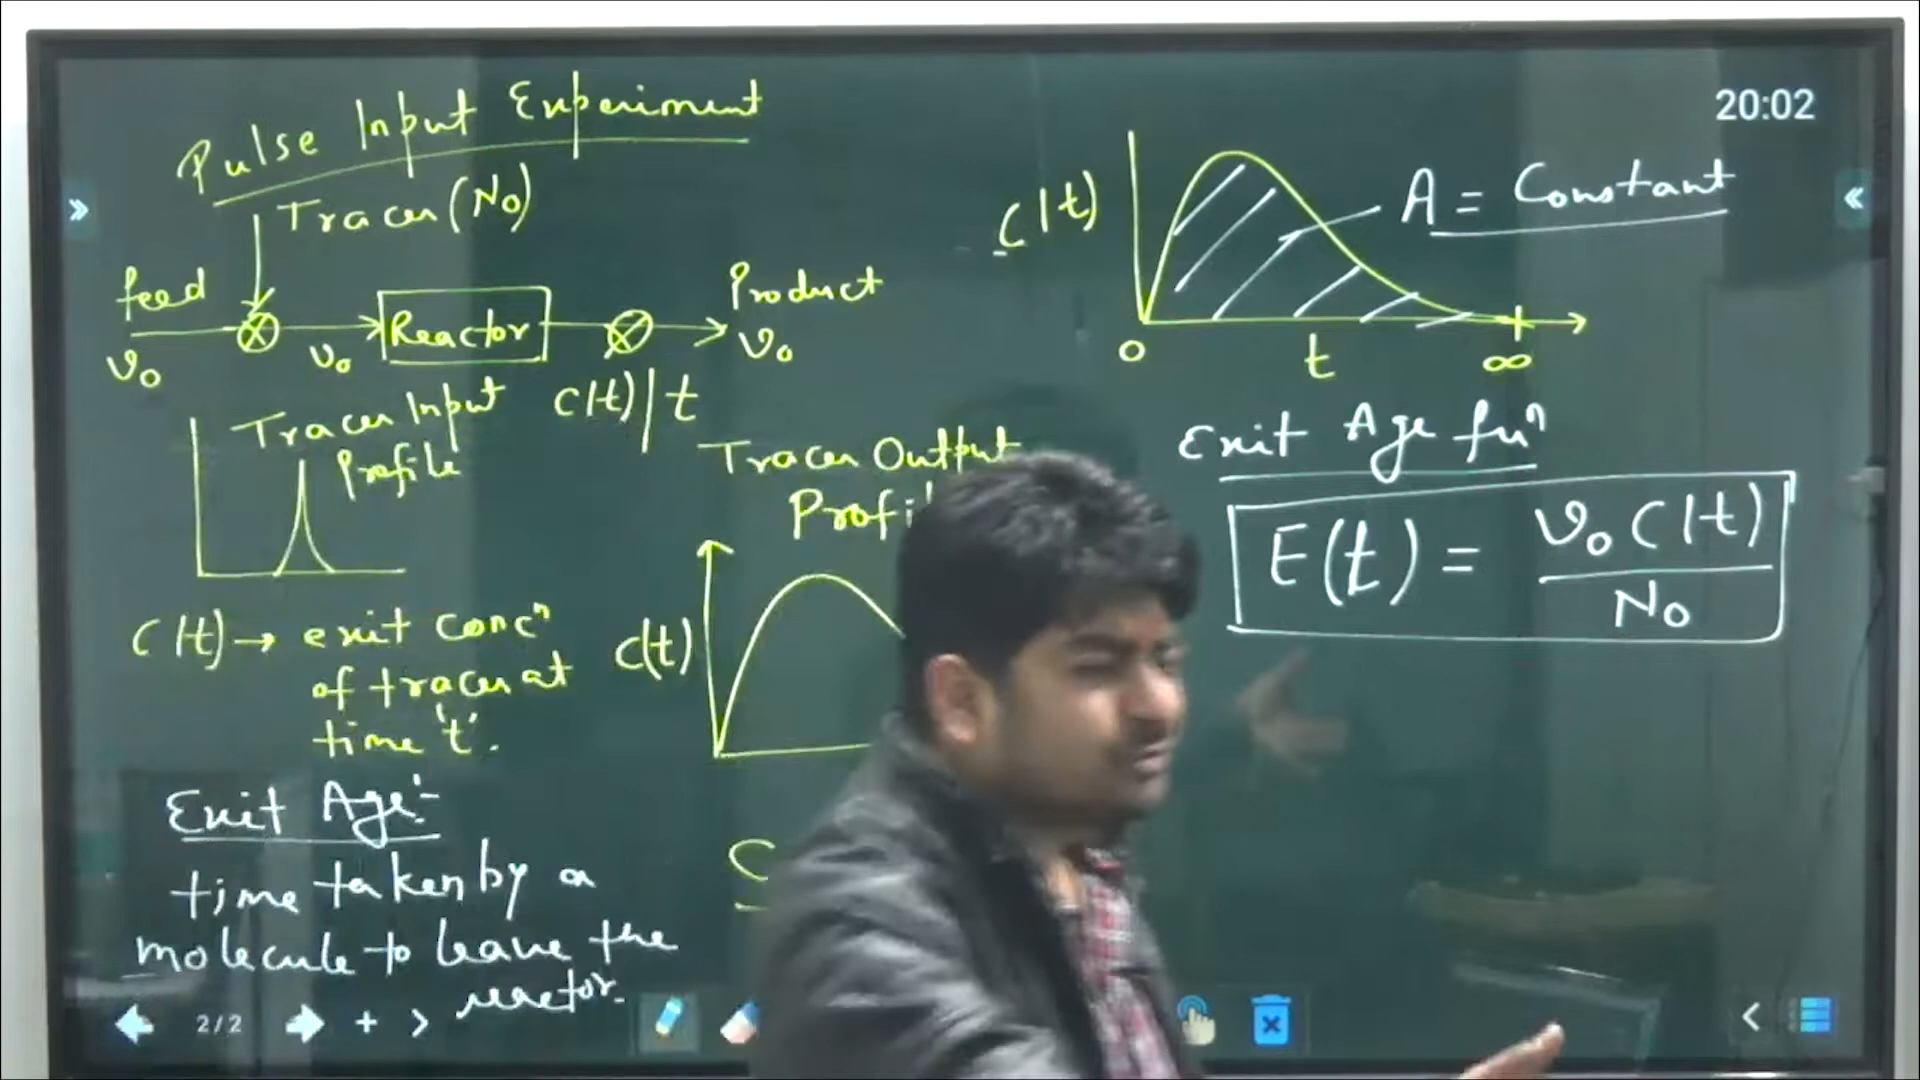 20:02
Pulse Input Experiment
Tracer (N₀)
feed
v₀
v₀
Reactor
Product
v₀
C(t) | t
Tracer Input
Profile
Tracer Output
C(t)
C(t) → exit concⁿ
of tracer at
time 't'.
Exit Age:-
time taken by a
molecule to leave the
reactor.
2/2
C(t)
A = Constant
0
t
∞
Exit Age fuⁿ
E(t) = v₀ C(t) / N₀